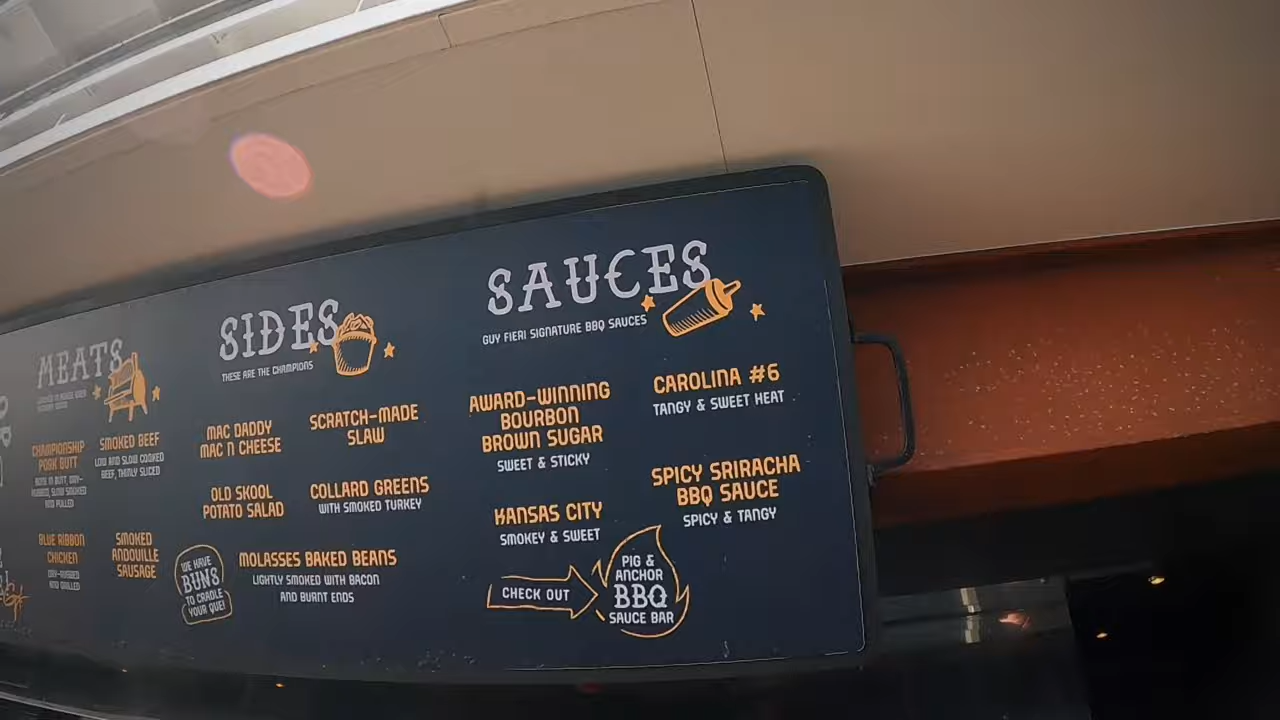 MEATS
CHAMPIONSHIP
PORK BUTT
BONE IN BUTT, DRY-
RUBBED, SLOW SMOKED
AND PULLED
SMOKED BEEF
LOW AND SLOW COOKED
BEEF, THINLY SLICED
BLUE RIBBON
CHICKEN
DRY-RUBBED
AND GRILLED
SMOKED
ANDOUILLE
SAUSAGE
SIDES
THESE ARE THE CHAMPIONS
MAC DADDY
MAC N CHEESE
SCRATCH-MADE
SLAW
OLD SKOOL
POTATO SALAD
COLLARD GREENS
WITH SMOKED TURKEY
WE HAVE
BUNS
TO CRADLE
YOUR QUE!
MOLASSES BAKED BEANS
LIGHTLY SMOKED WITH BACON
AND BURNT ENDS
SAUCES
GUY FIERI SIGNATURE BBQ SAUCES
AWARD-WINNING
BOURBON
BROWN SUGAR
SWEET & STICKY
CAROLINA #6
TANGY & SWEET HEAT
KANSAS CITY
SMOKEY & SWEET
SPICY SRIRACHA
BBQ SAUCE
SPICY & TANGY
CHECK OUT
PIG &
ANCHOR
BBQ
SAUCE BAR